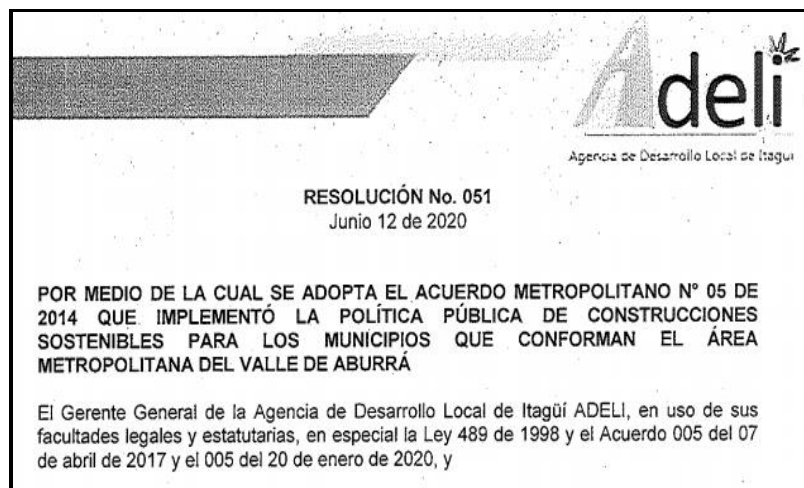 Adeli
Agencia de Desarrollo Local de Itagui
RESOLUCIÓN No. 051
Junio 12 de 2020
POR MEDIO DE LA CUAL SE ADOPTA EL ACUERDO METROPOLITANO N° 05 DE
2014 QUE IMPLEMENTÓ LA POLÍTICA PÚBLICA DE CONSTRUCCIONES
SOSTENIBLES PARA LOS MUNICIPIOS QUE CONFORMAN EL ÁREA
METROPOLITANA DEL VALLE DE ABURRÁ
El Gerente General de la Agencia de Desarrollo Local de Itagüí ADELI, en uso de sus
facultades legales y estatutarias, en especial la Ley 489 de 1998 y el Acuerdo 005 del 07
de abril de 2017 y el 005 del 20 de enero de 2020, y